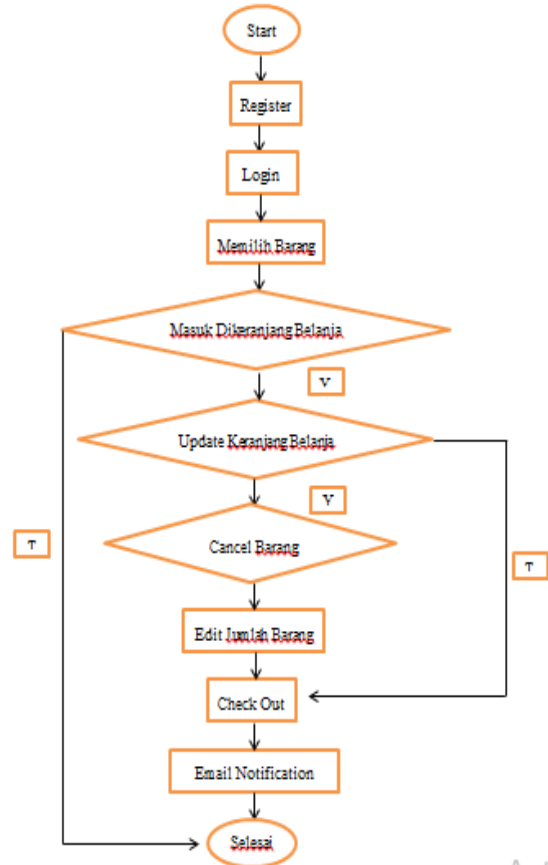 Start
Register
Login
Memilih Barang
Masuk Dikeranjang Belanja
Y
Update Keranjang Belanja
Y
T
Cancel Barang
T
Edit Jumlah Barang
Check Out
Email Notification
Selesai